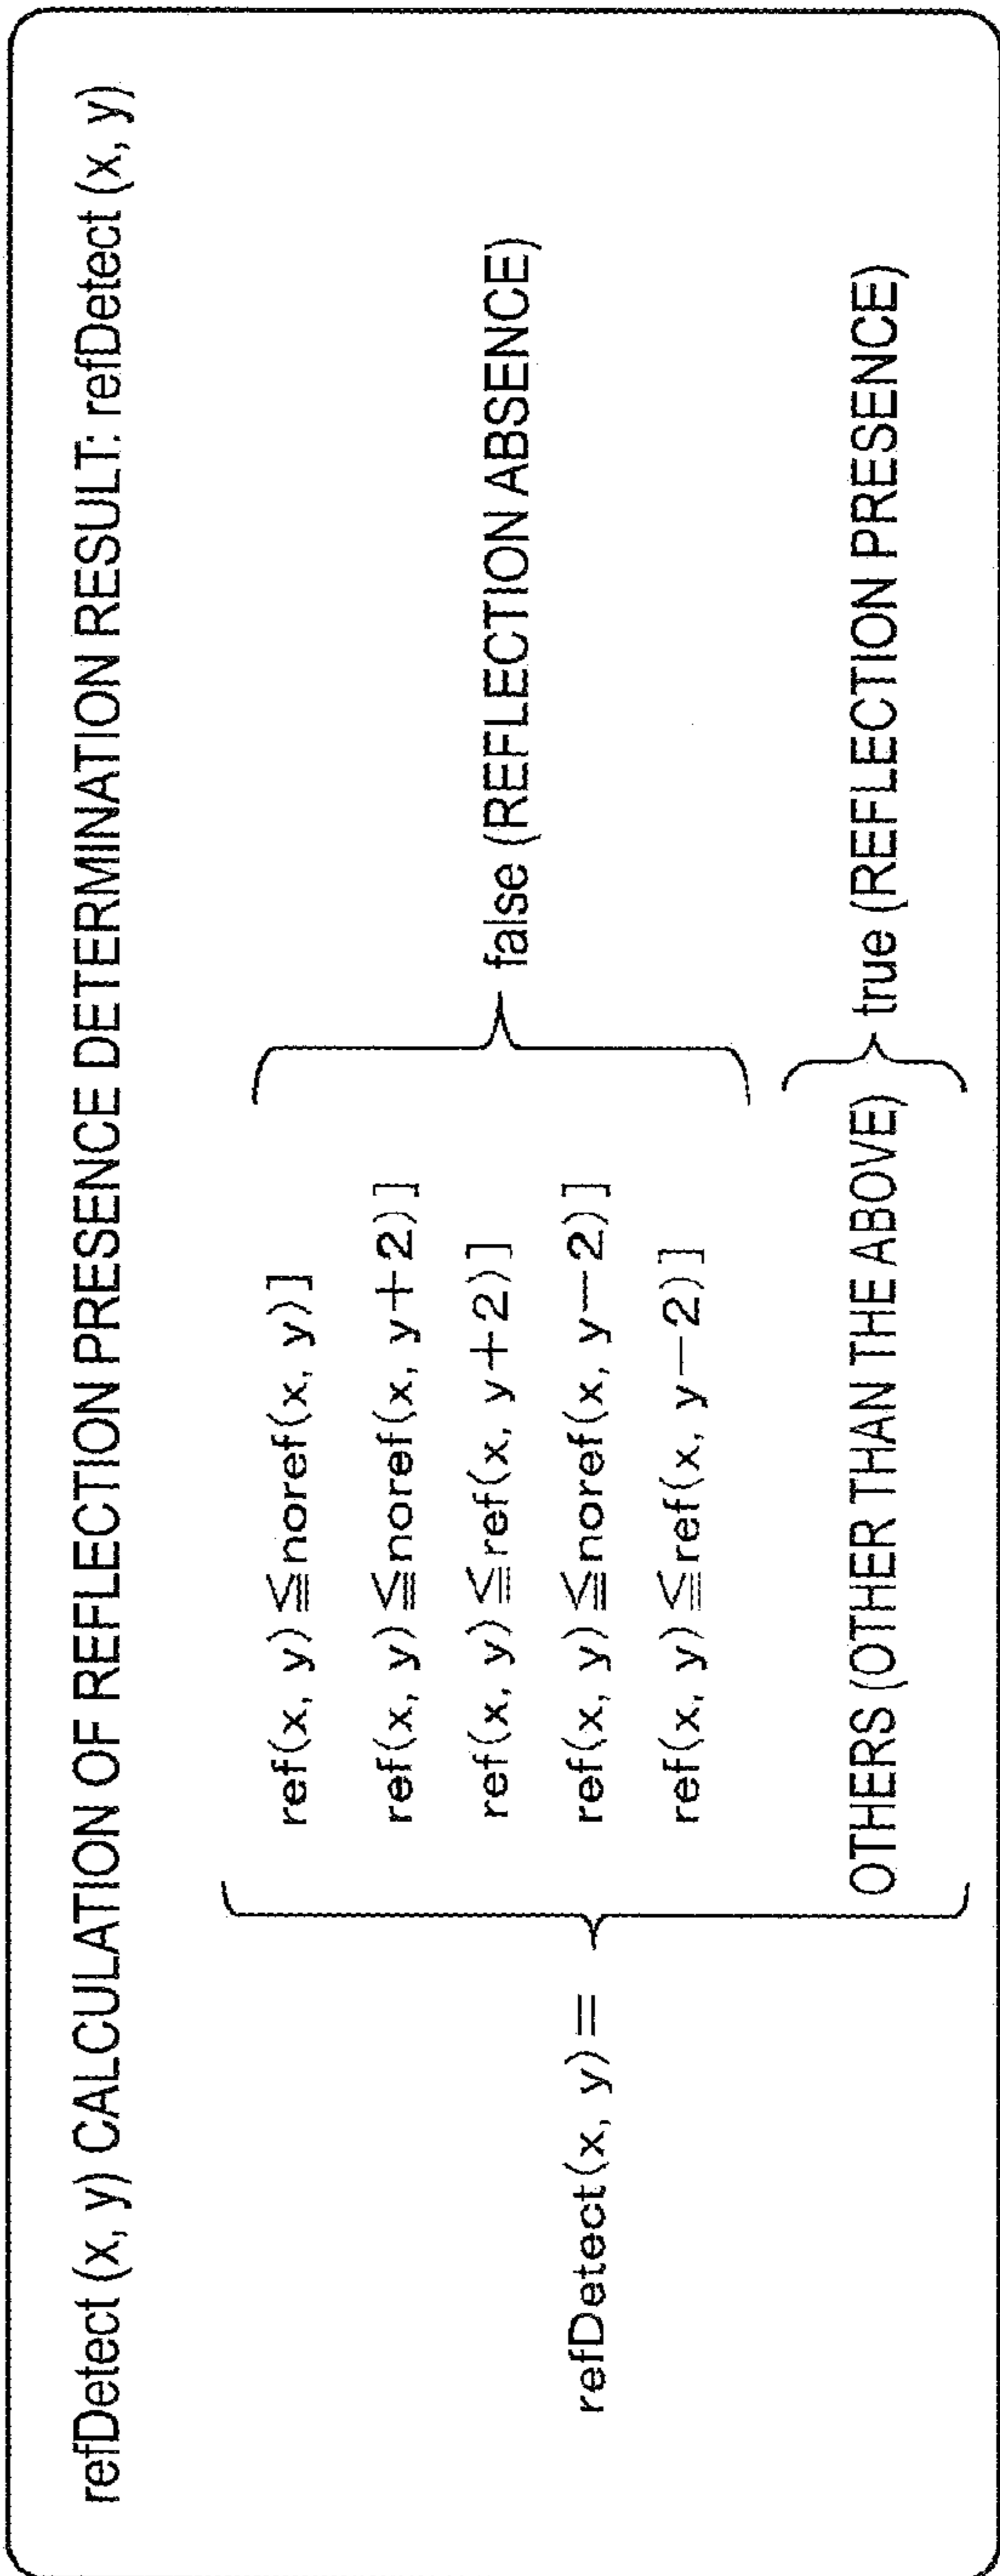 refDetect (x, y) CALCULATION OF REFLECTION PRESENCE DETERMINATION RESULT: refDetect (x, y)
refDetect(x, y)=
ref(x, y)≦noref(x, y)]
ref(x, y)≦noref(x, y+2)]
ref(x, y)≦ref(x, y+2)]
ref(x, y)≦noref(x, y−2)]
ref(x, y)≦ref(x, y−2)]
false (REFLECTION ABSENCE)
OTHERS (OTHER THAN THE ABOVE)
true (REFLECTION PRESENCE)